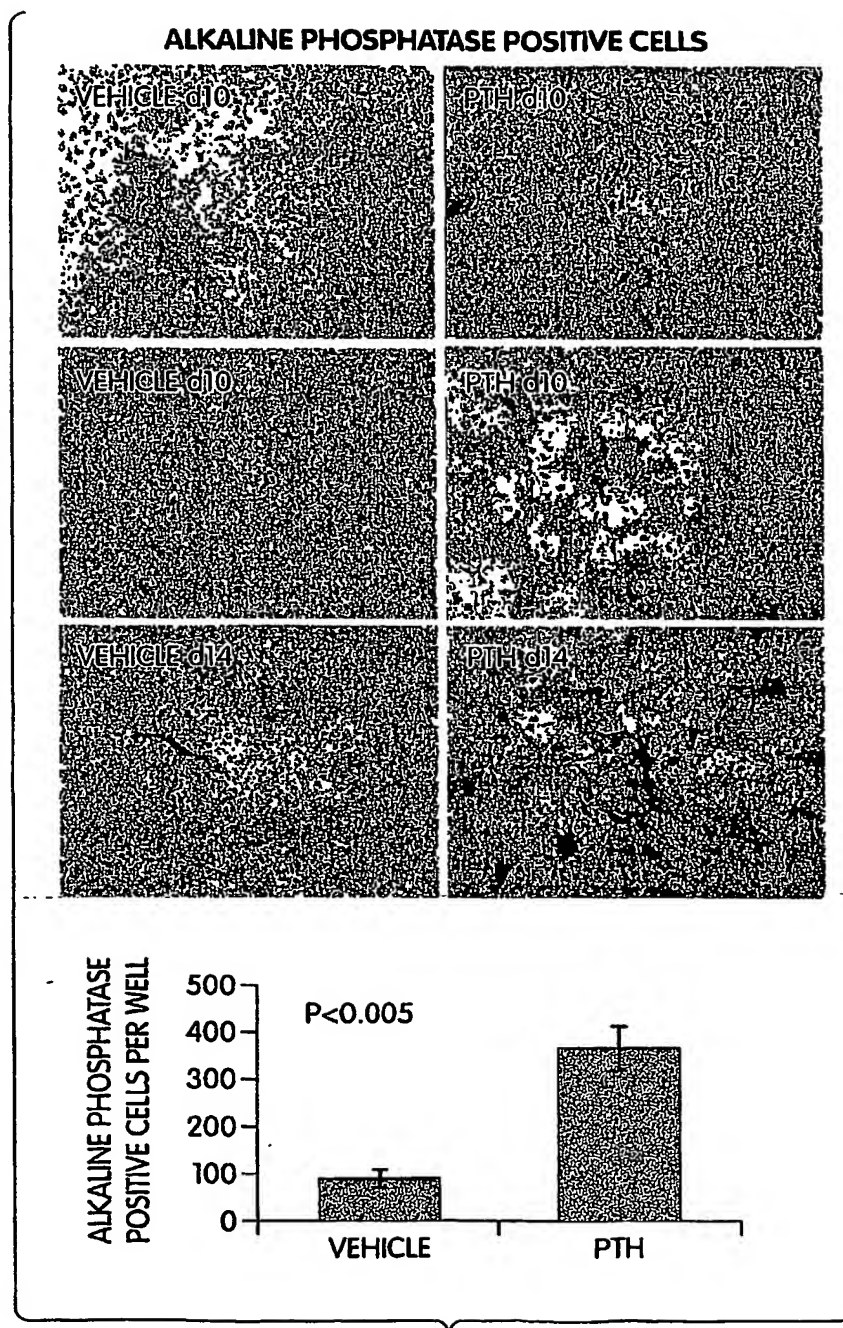 ALKALINE PHOSPHATASE POSITIVE CELLS
VEHICLE d10
PTH d10
VEHICLE d10
PTH d10
VEHICLE d14
PTH d14
ALKALINE PHOSPHATASE
POSITIVE CELLS PER WELL
500
400
300
200
100
0
P<0.005
VEHICLE
PTH